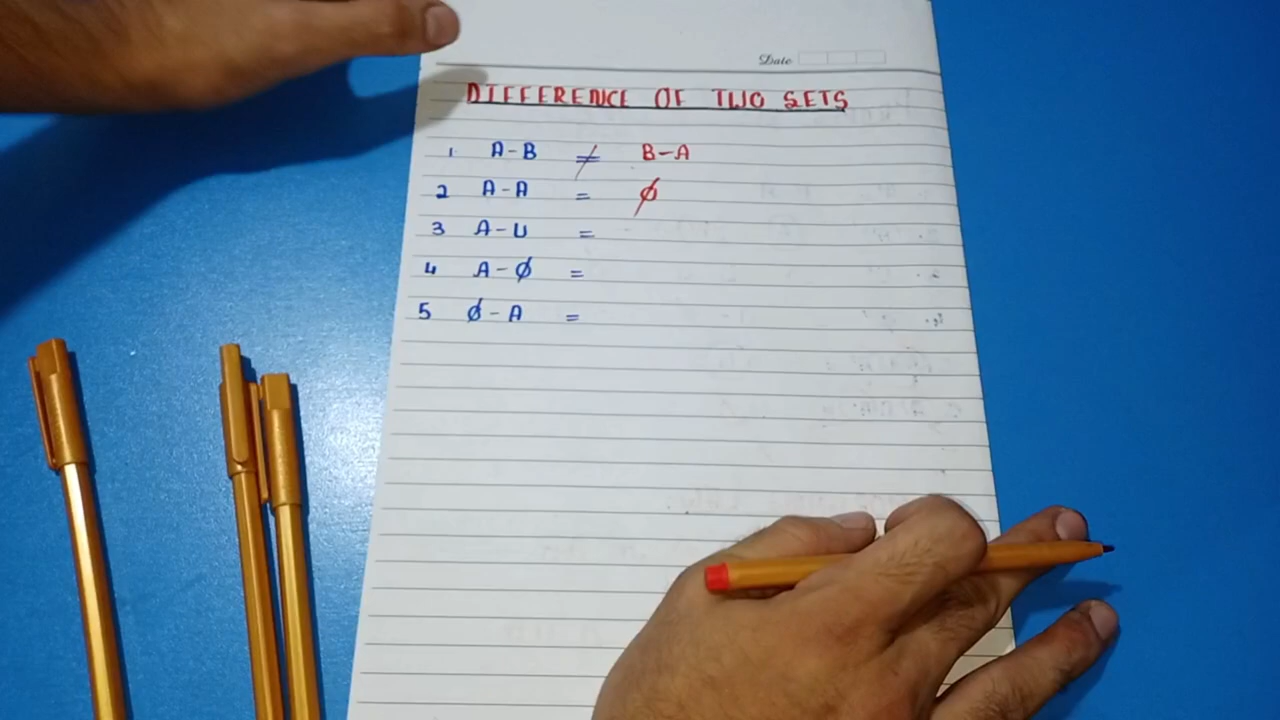 Date
DIFFERENCE OF TWO SETS
1 A-B ≠ B-A
2 A-A = ϕ
3 A-U =
4 A-ϕ =
5 ϕ-A =